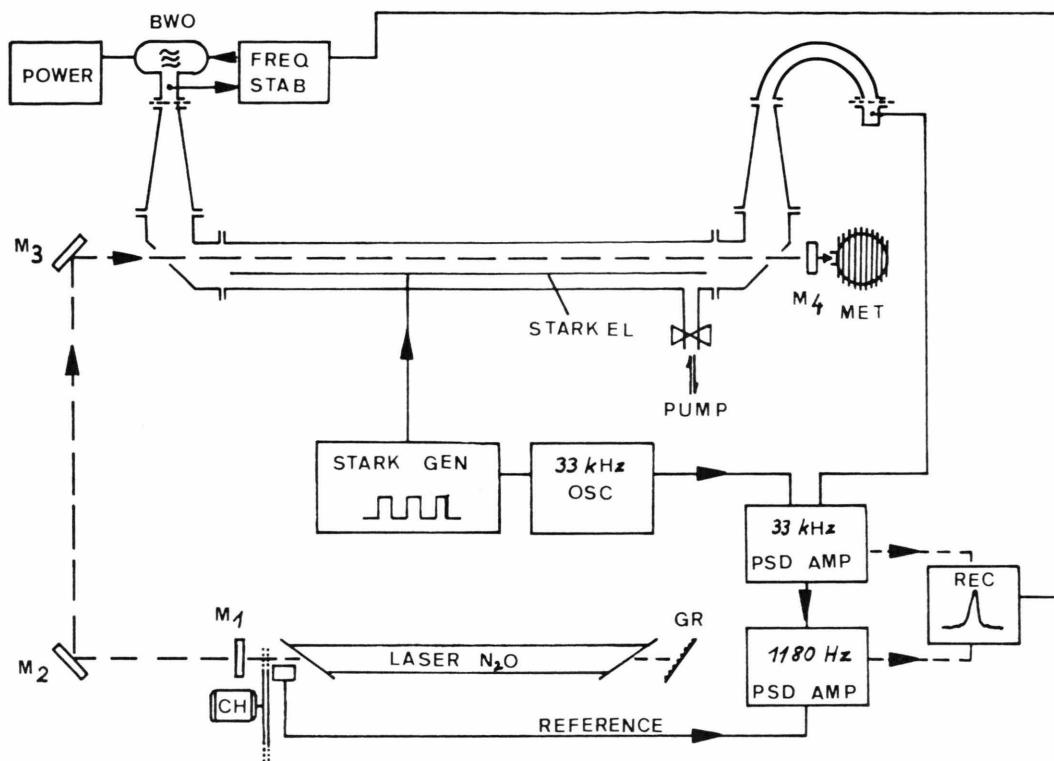 BWO
POWER
FREQ
STAB
M3
M4
MET
STARK EL
PUMP
STARK GEN
33 kHz
OSC
33 kHz
PSD AMP
REC
M1
GR
M2
LASER N₂O
1180 Hz
PSD AMP
CH
REFERENCE